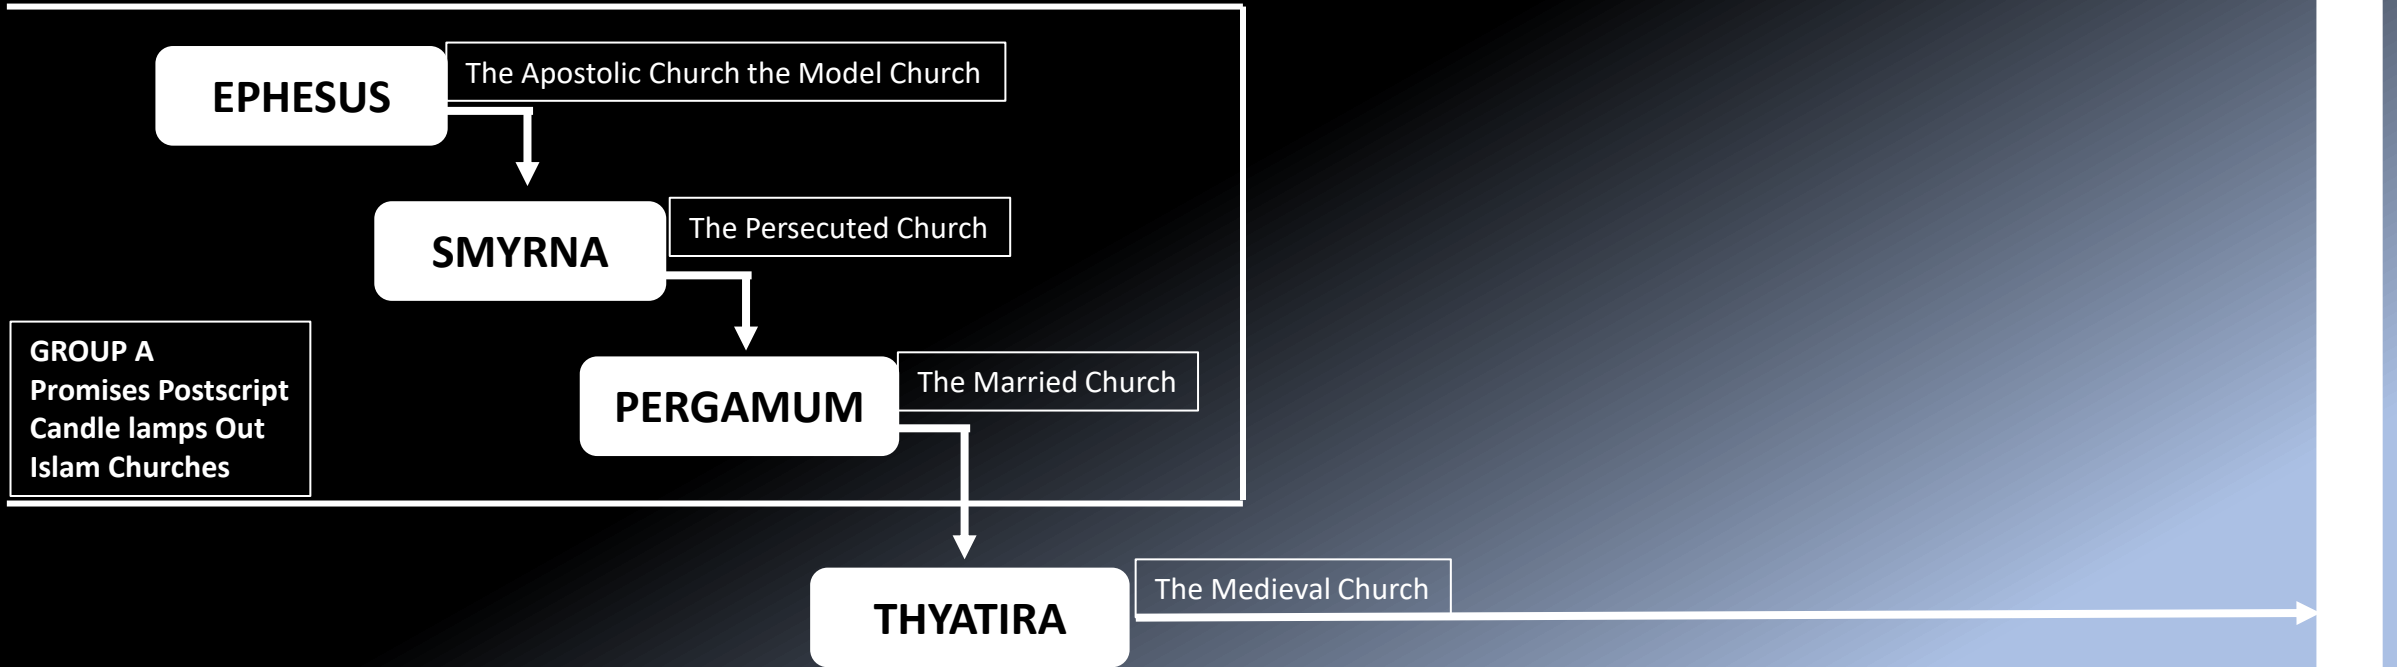 EPHESUS
The Apostolic Church the Model Church
SMYRNA
The Persecuted Church
GROUP A
Promises Postscript
Candle lamps Out
Islam Churches
PERGAMUM
The Married Church
THYATIRA
The Medieval Church